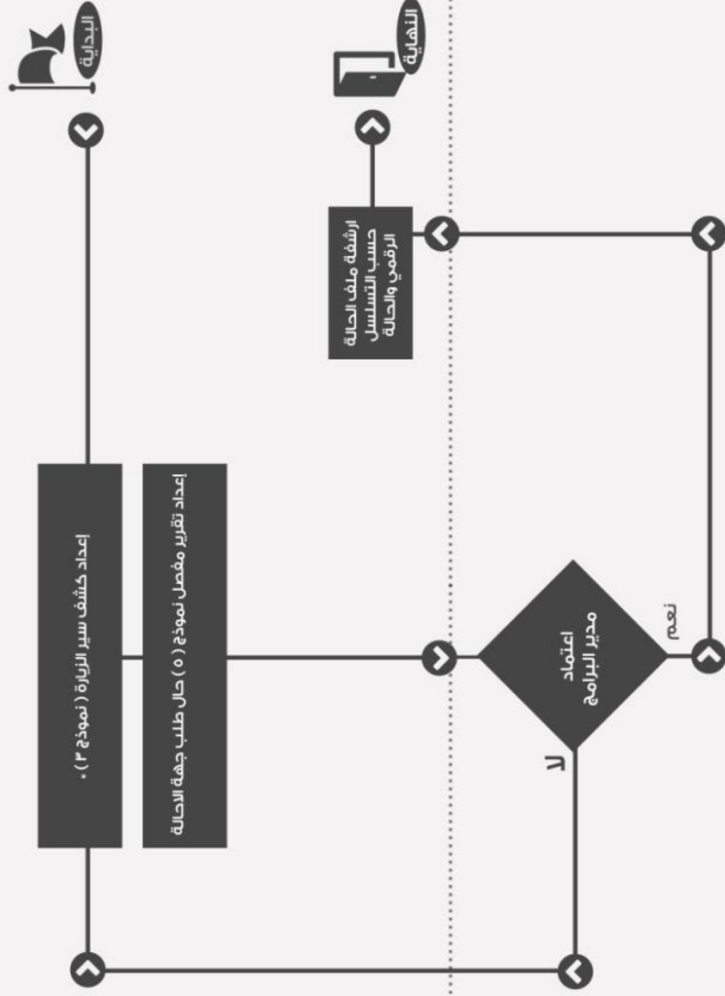 البداية
إعداد كشف سير الزيارة ( نموذج ٣ ) .
إعداد تقرير مفصل نموذج ( ٥ ) حال طلب جهة الاحالة
اعتماد
مدير البرامج
لا
نعم
ارشفة ملف الحالة
حسب التسلسل
الرقمي والحالة
النهاية